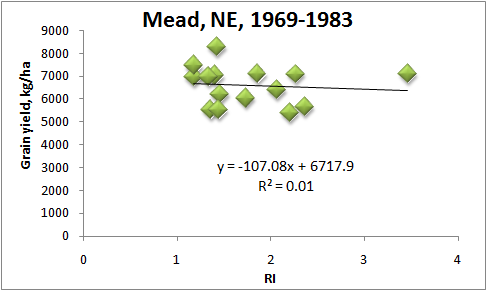 Mead, NE, 1969-1983
9000
8000
7000
6000
5000
4000
3000
2000
1000
0
Grain yield, kg/ha
y = -107.08x + 6717.9
R² = 0.01
0 1 2 3 4
RI